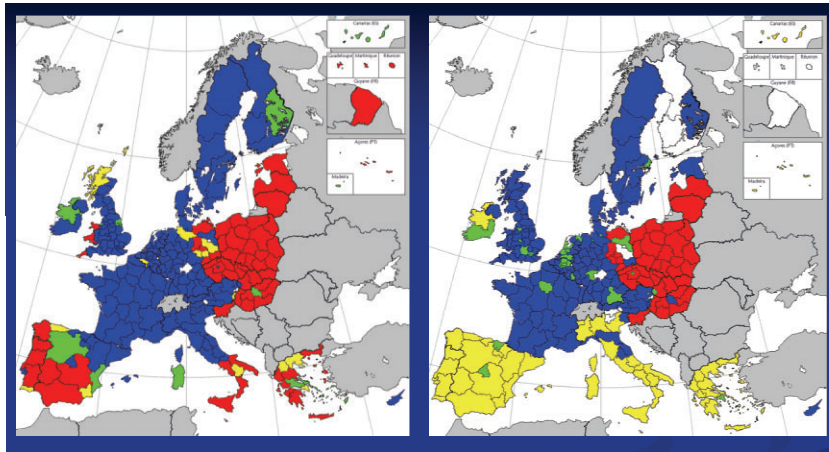 Canarias (ES)
Guadeloupe
Martinique
Réunion
Guyane (FR)
Açores (PT)
Madeira
Canarias (ES)
Guadeloupe
Martinique
Réunion
Guyane (FR)
Açores (PT)
Madeira